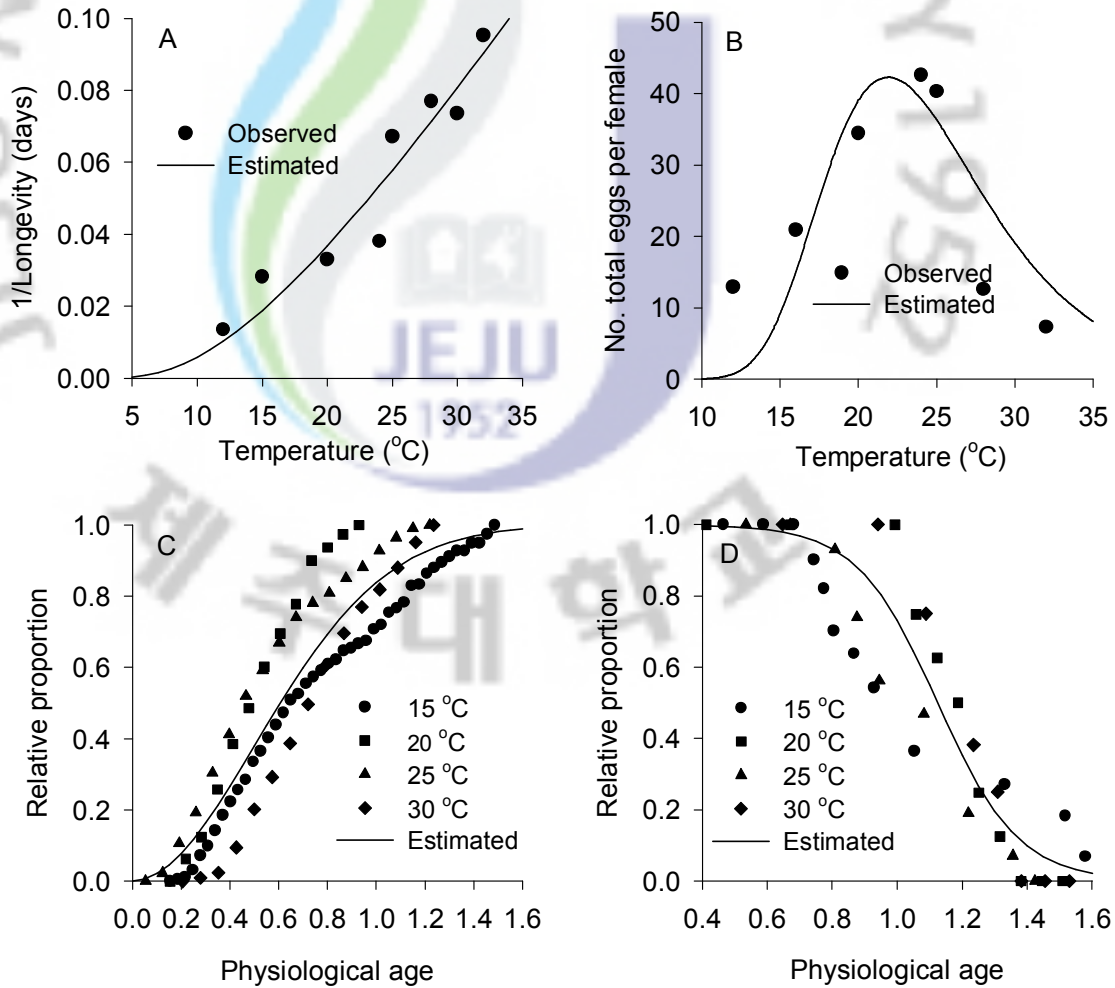 A
1/Longevity (days)
0.10
0.08
0.06
0.04
0.02
0.00
Observed
Estimated
5 10 15 20 25 30 35
Temperature (°C)
B
No. total eggs per female
50
40
30
20
10
0
Observed
Estimated
10 15 20 25 30 35
Temperature (°C)
JEJU
1952
Y 1952
제주대학교
C
Relative proportion
1.0
0.8
0.6
0.4
0.2
0.0
15 °C
20 °C
25 °C
30 °C
Estimated
0.0 0.2 0.4 0.6 0.8 1.0 1.2 1.4 1.6
Physiological age
D
Relative proportion
1.0
0.8
0.6
0.4
0.2
0.0
15 °C
20 °C
25 °C
30 °C
Estimated
0.4 0.6 0.8 1.0 1.2 1.4 1.6
Physiological age